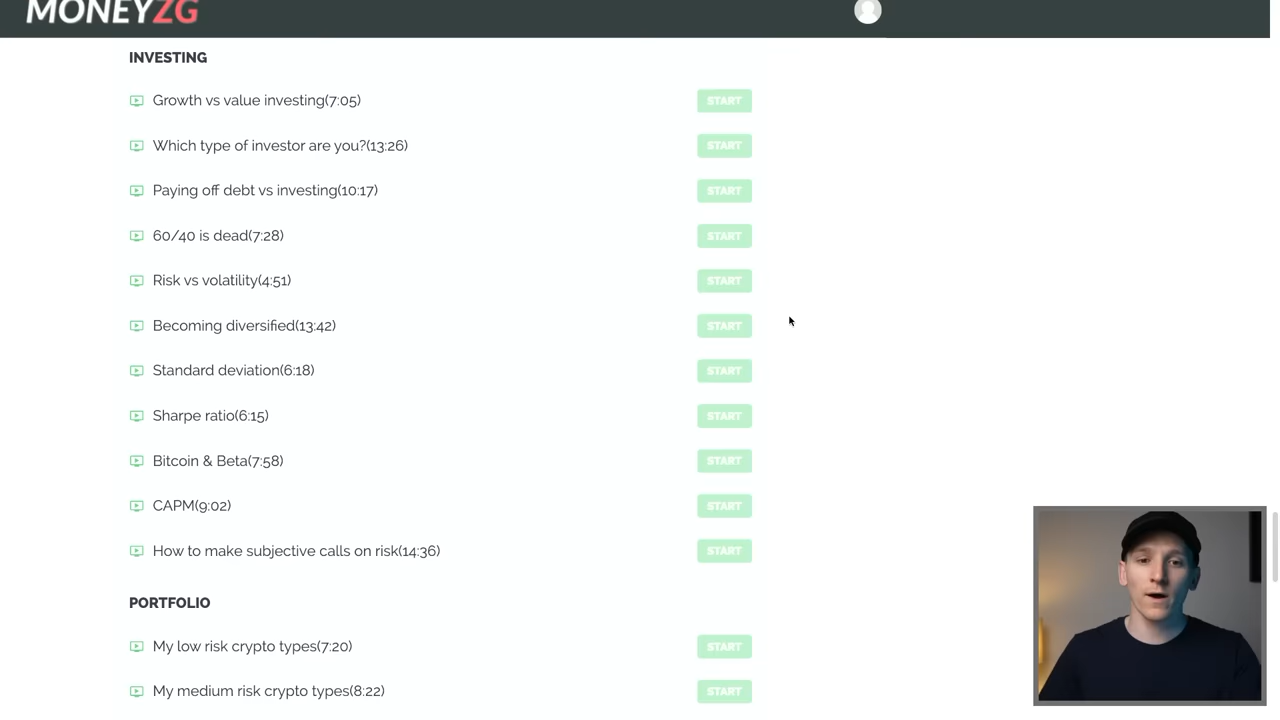 MONEYZG
INVESTING
Growth vs value investing(7:05) START
Which type of investor are you?(13:26) START
Paying off debt vs investing(10:17) START
60/40 is dead(7:28) START
Risk vs volatility(4:51) START
Becoming diversified(13:42) START
Standard deviation(6:18) START
Sharpe ratio(6:15) START
Bitcoin & Beta(7:58) START
CAPM(9:02) START
How to make subjective calls on risk(14:36) START
PORTFOLIO
My low risk crypto types(7:20) START
My medium risk crypto types(8:22) START